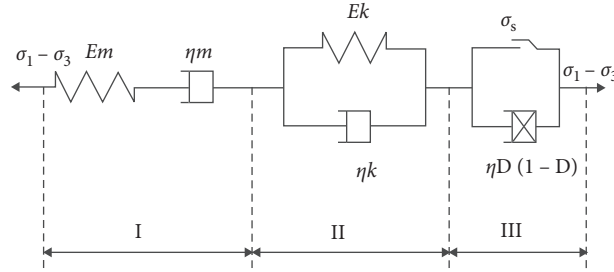 σ₁ – σ₃
Em
ηm
Ek
ηk
σₛ
σ₁ – σ₃
ηD (1 – D)
I
II
III